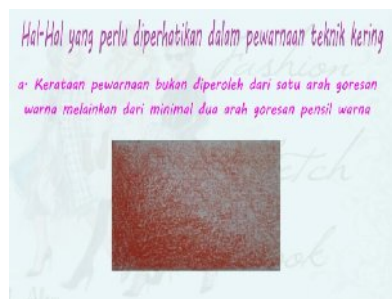 Hal-Hal yang perlu diperhatikan dalam pewarnaan teknik kering
a. Kerataan pewarnaan bukan diperoleh dari satu arah goresan
warna melainkan dari minimal dua arah goresan pensil warna